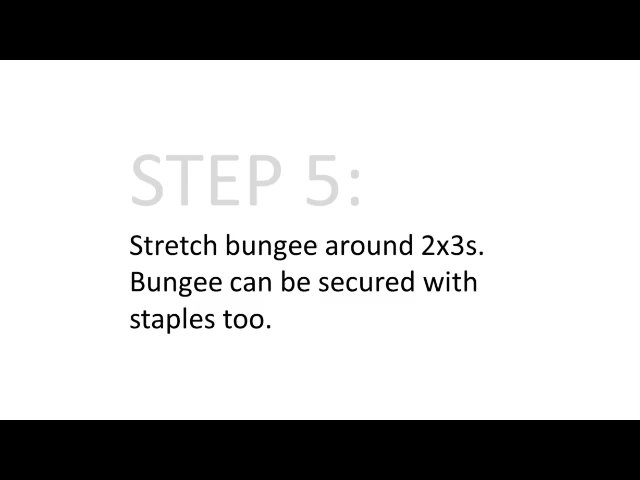 STEP 5:
Stretch bungee around 2x3s.
Bungee can be secured with
staples too.